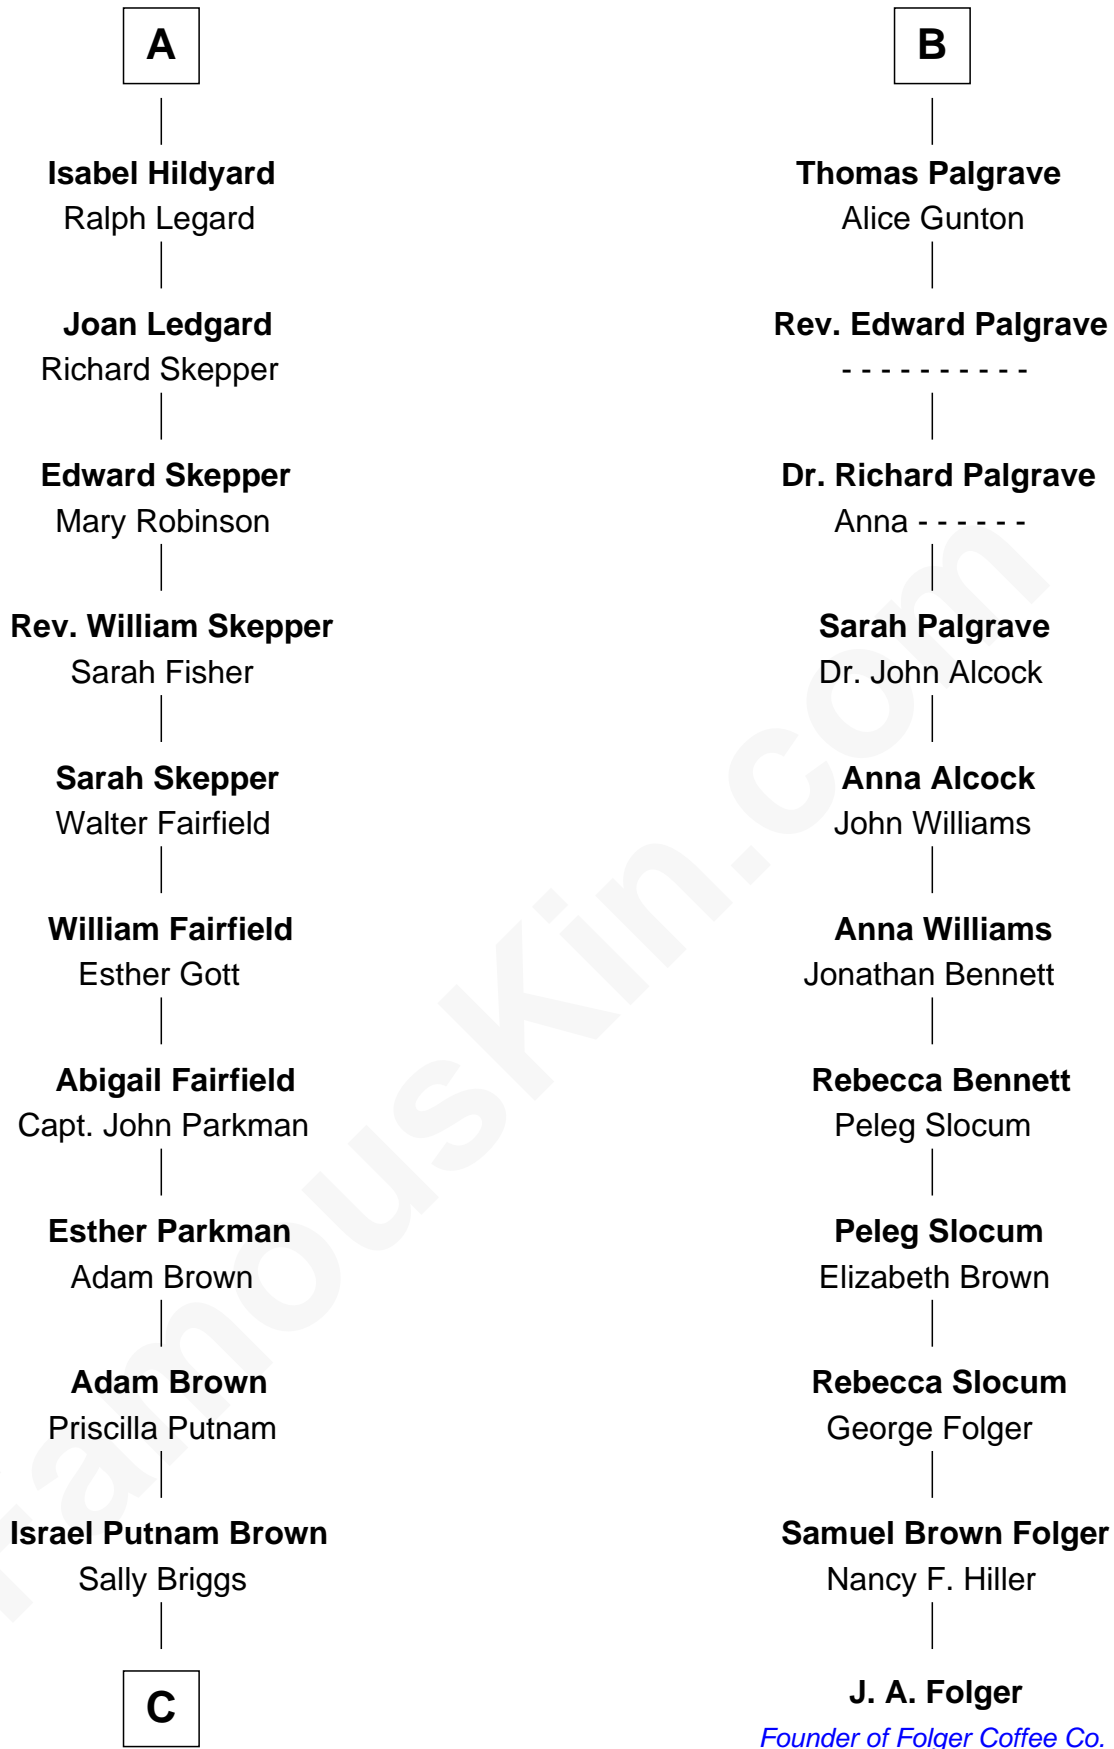 A
Isabel Hildyard
Ralph Legard
Joan Ledgard
Richard Skepper
Edward Skepper
Mary Robinson
Rev. William Skepper
Sarah Fisher
Sarah Skepper
Walter Fairfield
William Fairfield
Esther Gott
Abigail Fairfield
Capt. John Parkman
Esther Parkman
Adam Brown
Adam Brown
Priscilla Putnam
Israel Putnam Brown
Sally Briggs
C
B
Thomas Palgrave
Alice Gunton
Rev. Edward Palgrave
- - - - - - - - - -
Dr. Richard Palgrave
Anna - - - - - -
Sarah Palgrave
Dr. John Alcock
Anna Alcock
John Williams
Anna Williams
Jonathan Bennett
Rebecca Bennett
Peleg Slocum
Peleg Slocum
Elizabeth Brown
Rebecca Slocum
George Folger
Samuel Brown Folger
Nancy F. Hiller
J. A. Folger
Founder of Folger Coffee Co.
FamousKin.com